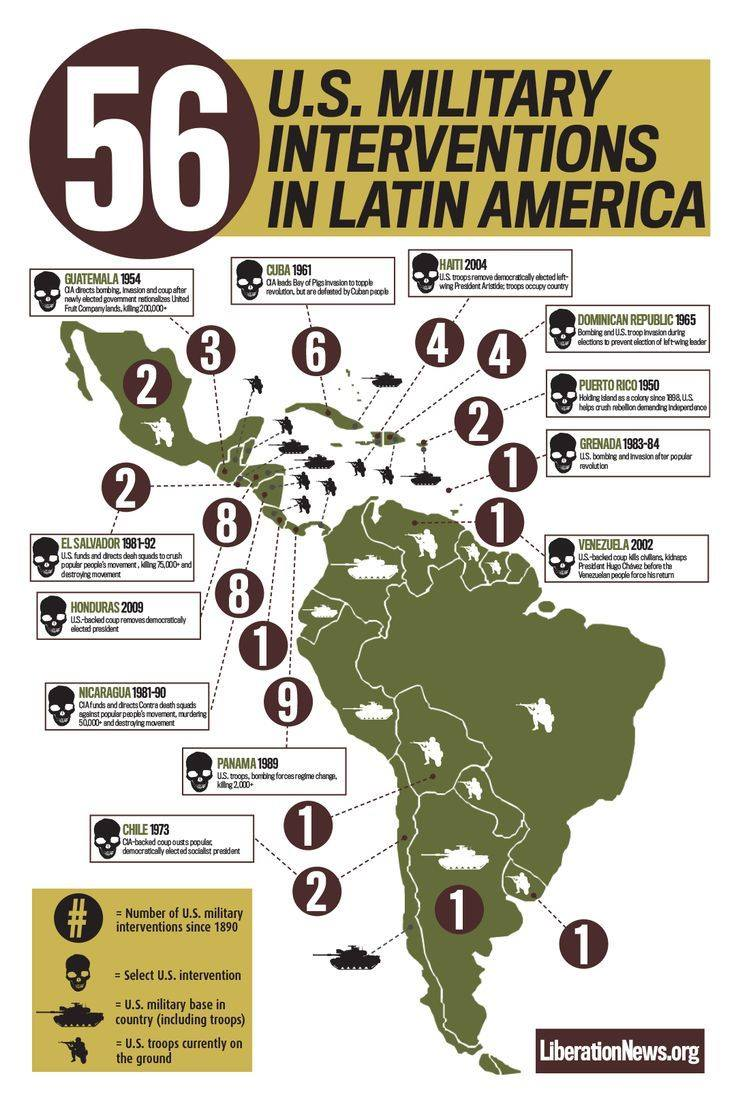 56
U.S. MILITARY
INTERVENTIONS
IN LATIN AMERICA
GUATEMALA 1954
CIA directs bombing, invasion and coup after
newly elected government nationalizes United
Fruit Company lands, killing 200,000+
CUBA 1961
CIA leads Bay of Pigs invasion to topple
revolution, but are defeated by Cuban people
HAITI 2004
U.S. troops remove democratically elected left-
wing President Aristide; troops occupy country
DOMINICAN REPUBLIC 1965
Bombing and U.S. troop invasion during
elections to prevent election of left-wing leader
PUERTO RICO 1950
Holding island as a colony since 1898, U.S.
helps crush rebellion demanding independence
GRENADA 1983-84
U.S. bombing and invasion after popular
revolution
2
3
6
4
4
2
1
2
8
1
EL SALVADOR 1981-92
U.S. funds and directs death squads to crush
popular people's movement , killing 75,000+ and
destroying movement
VENEZUELA 2002
U.S.-backed coup kills civilians, kidnaps
President Hugo Chávez before the
Venezuelan people force his return
HONDURAS 2009
U.S.-backed coup removes democratically
elected president
8
1
9
NICARAGUA 1981-90
CIA funds and directs Contra death squads
against popular people's movement, murdering
50,000+ and destroying movement
PANAMA 1989
U.S. troops, bombing forces regime change,
killing 2,000+
1
CHILE 1973
CIA-backed coup ousts popular,
democratically elected socialist president
2
1
1
# = Number of U.S. military
interventions since 1890
= Select U.S. intervention
= U.S. military base in
country (including troops)
= U.S. troops currently on
the ground
LiberationNews.org